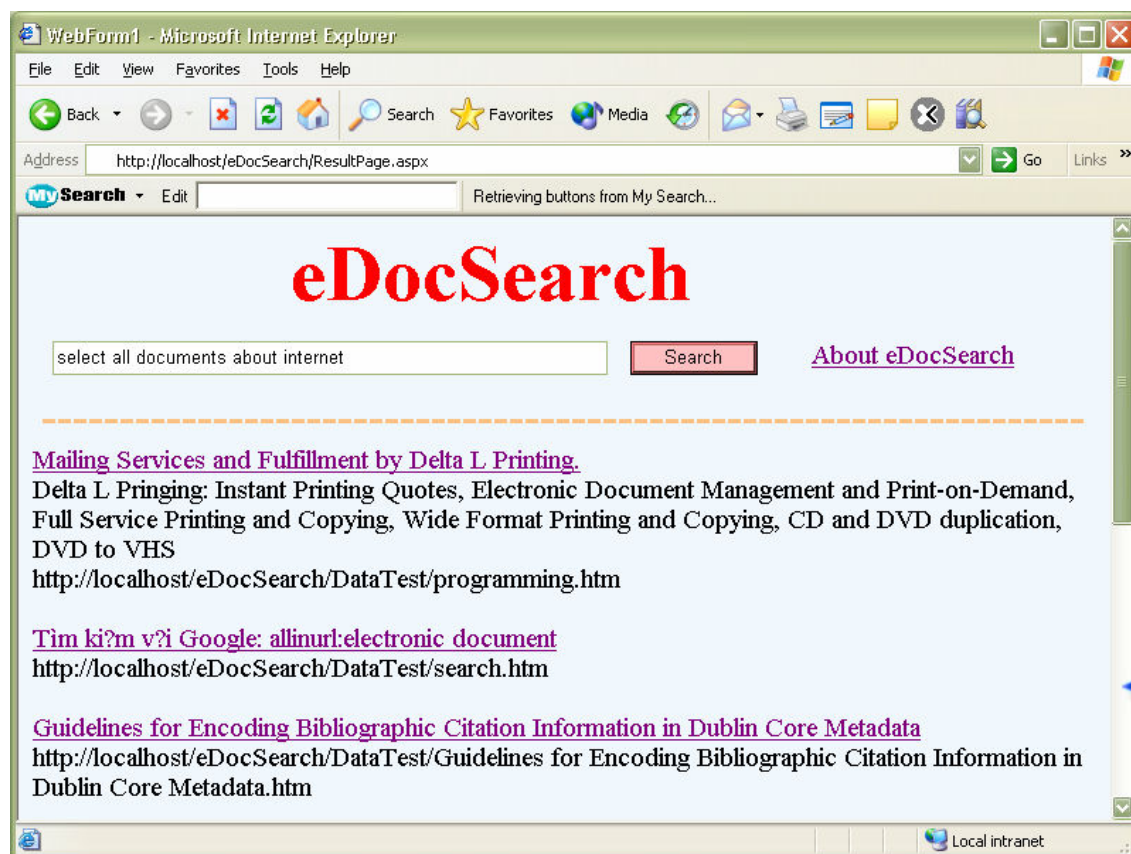 WebForm1 - Microsoft Internet Explorer
File Edit View Favorites Tools Help
Back Search Favorites Media
Address http://localhost/eDocSearch/ResultPage.aspx Go Links »
My Search Edit Retrieving buttons from My Search...
eDocSearch
select all documents about internet Search About eDocSearch
Mailing Services and Fulfillment by Delta L Printing.
Delta L Pringing: Instant Printing Quotes, Electronic Document Management and Print-on-Demand,
Full Service Printing and Copying, Wide Format Printing and Copying, CD and DVD duplication,
DVD to VHS
http://localhost/eDocSearch/DataTest/programming.htm
Tìm ki?m v?i Google: allinurl:electronic document
http://localhost/eDocSearch/DataTest/search.htm
Guidelines for Encoding Bibliographic Citation Information in Dublin Core Metadata
http://localhost/eDocSearch/DataTest/Guidelines for Encoding Bibliographic Citation Information in
Dublin Core Metadata.htm
Local intranet